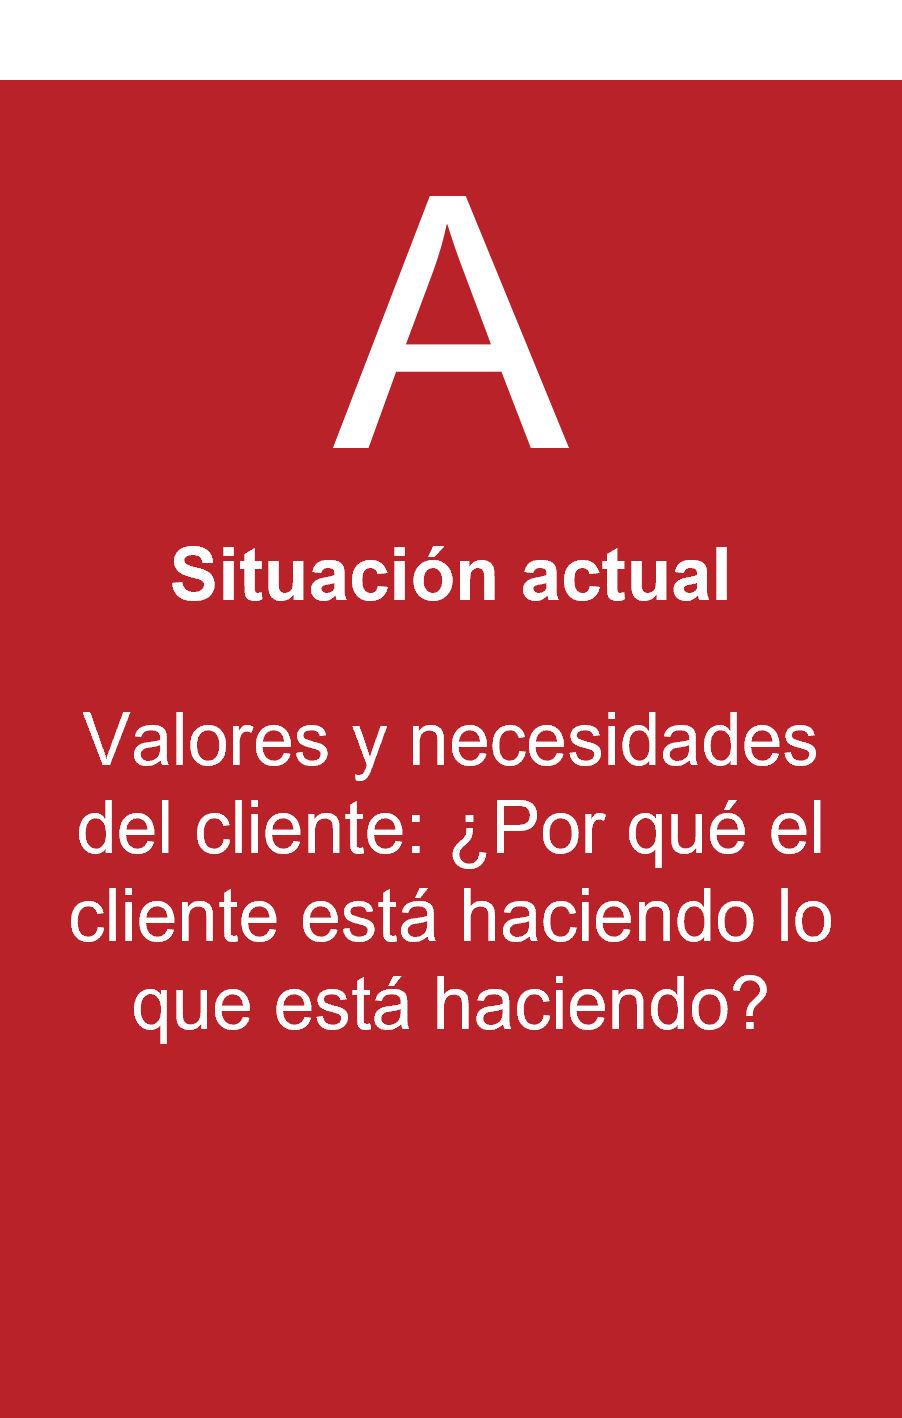 A
Situación actual
Valores y necesidades
del cliente: ¿Por qué el
cliente está haciendo lo
que está haciendo?